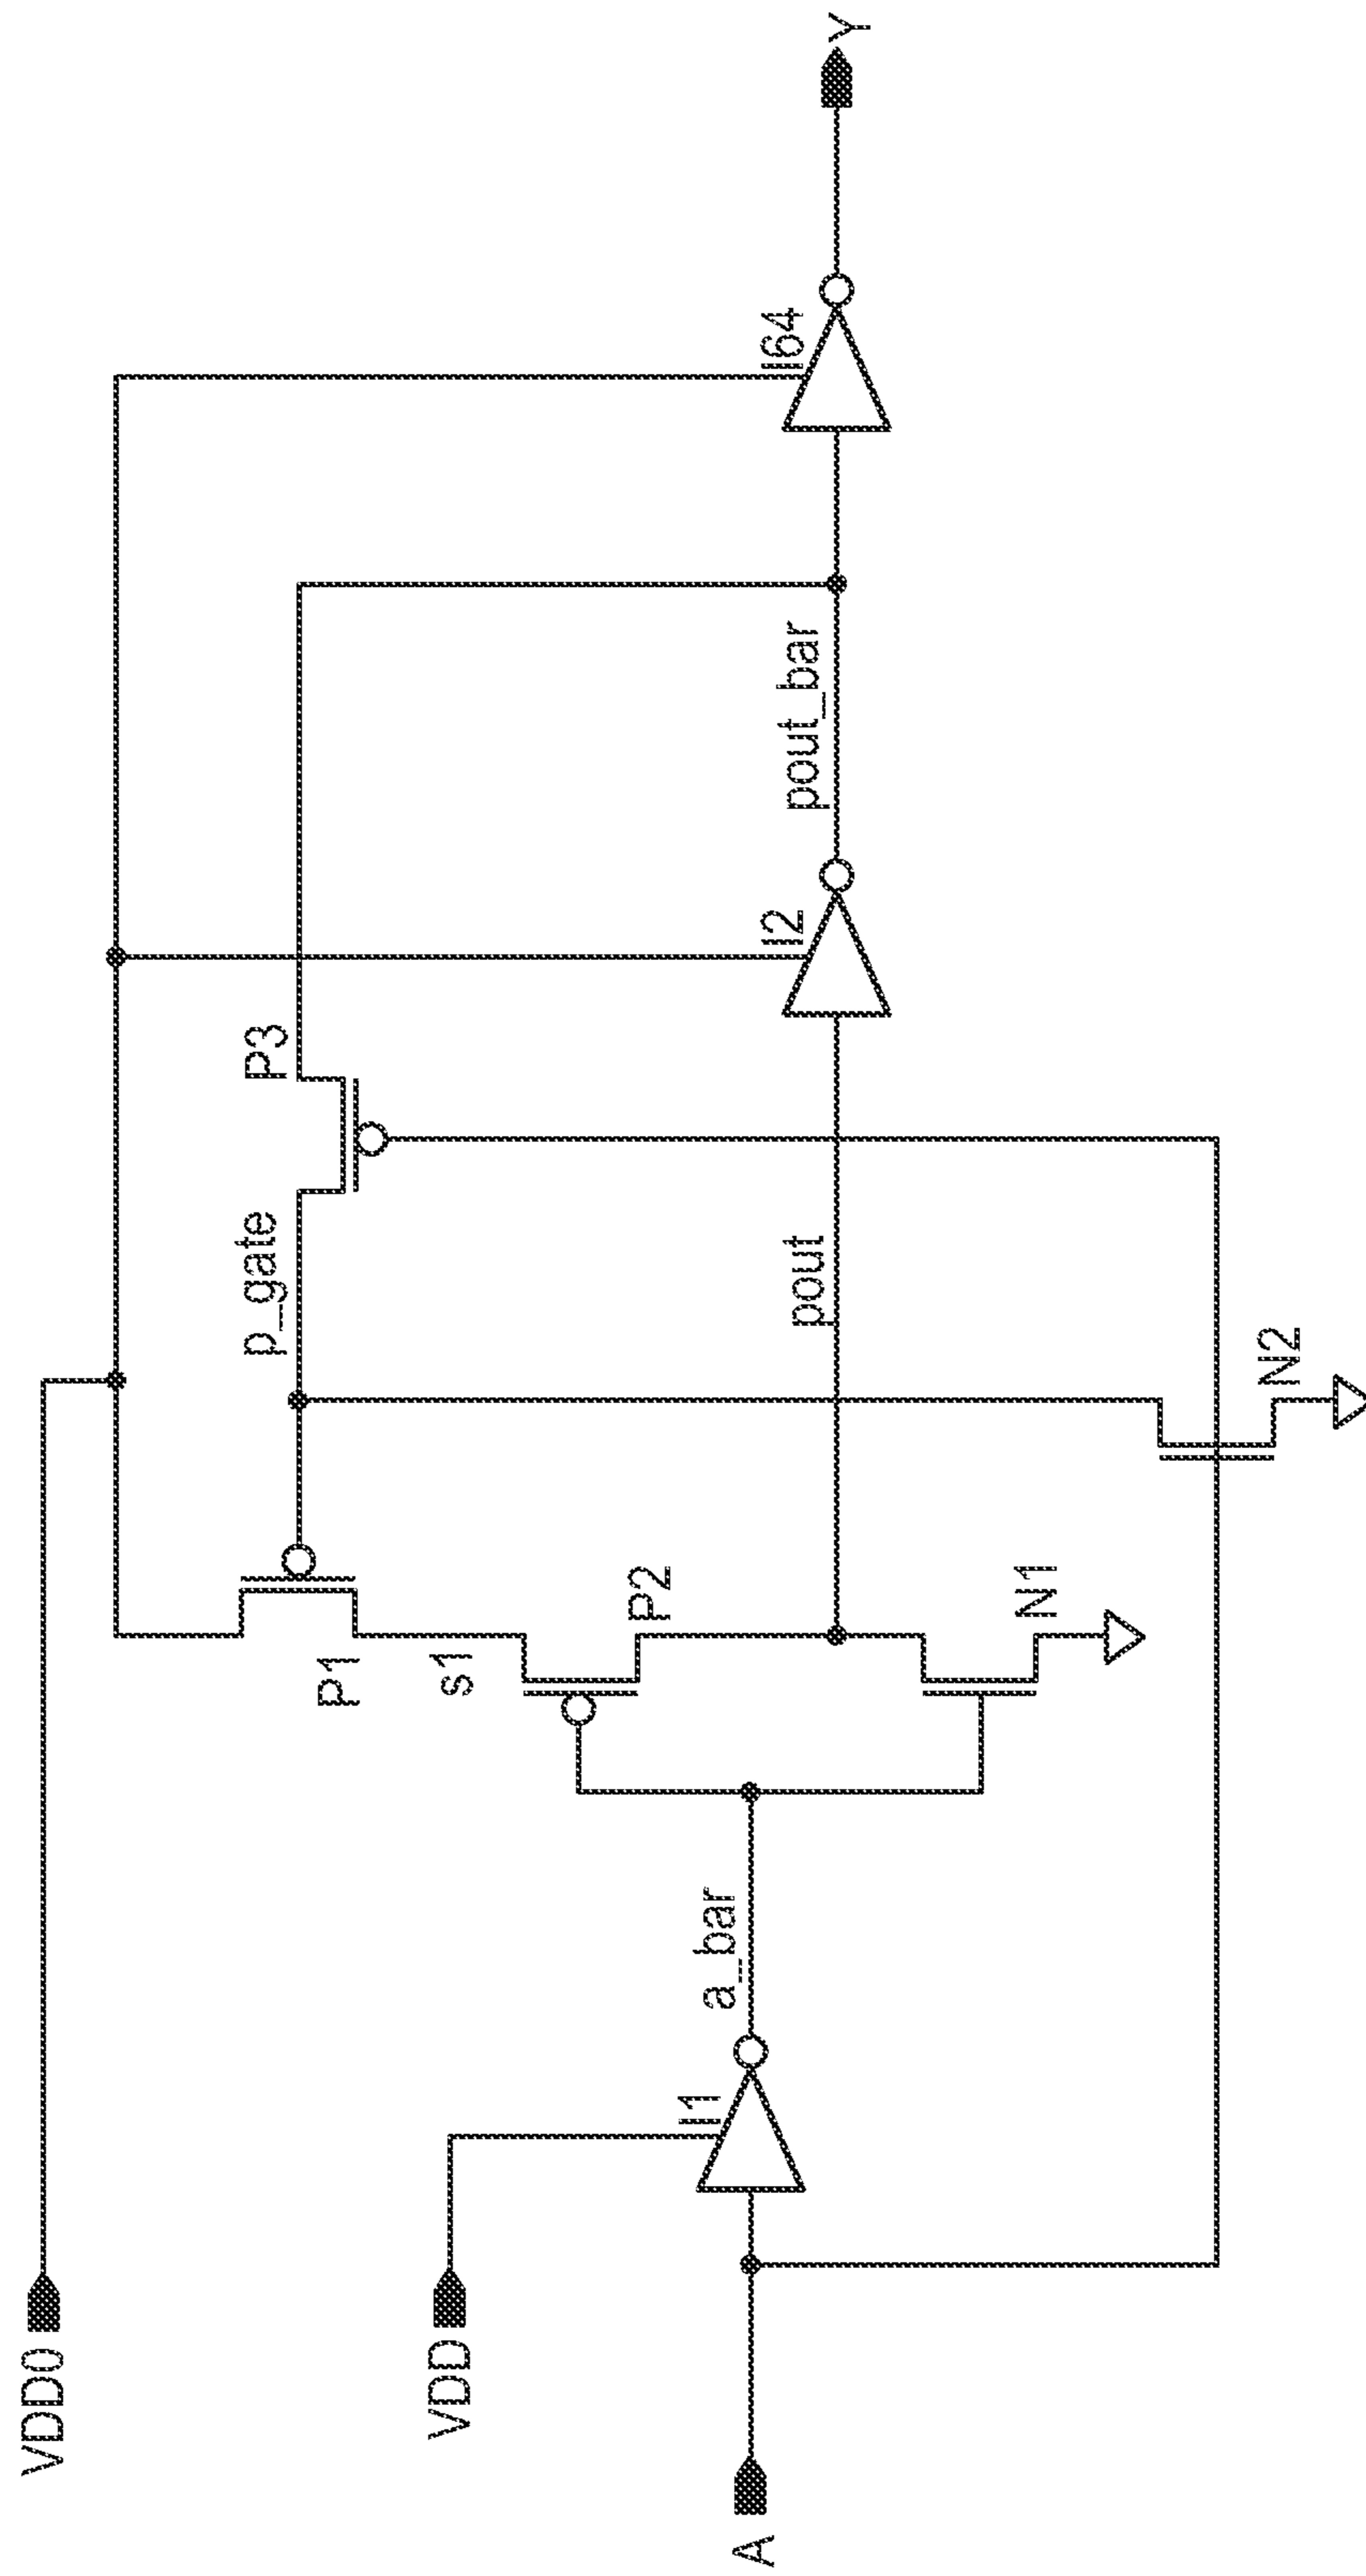 VDD0
VDD
A
I1
a_bar
P1
s1
P2
N1
N2
p_gate
P3
pout
I2
pout_bar
I64
Y